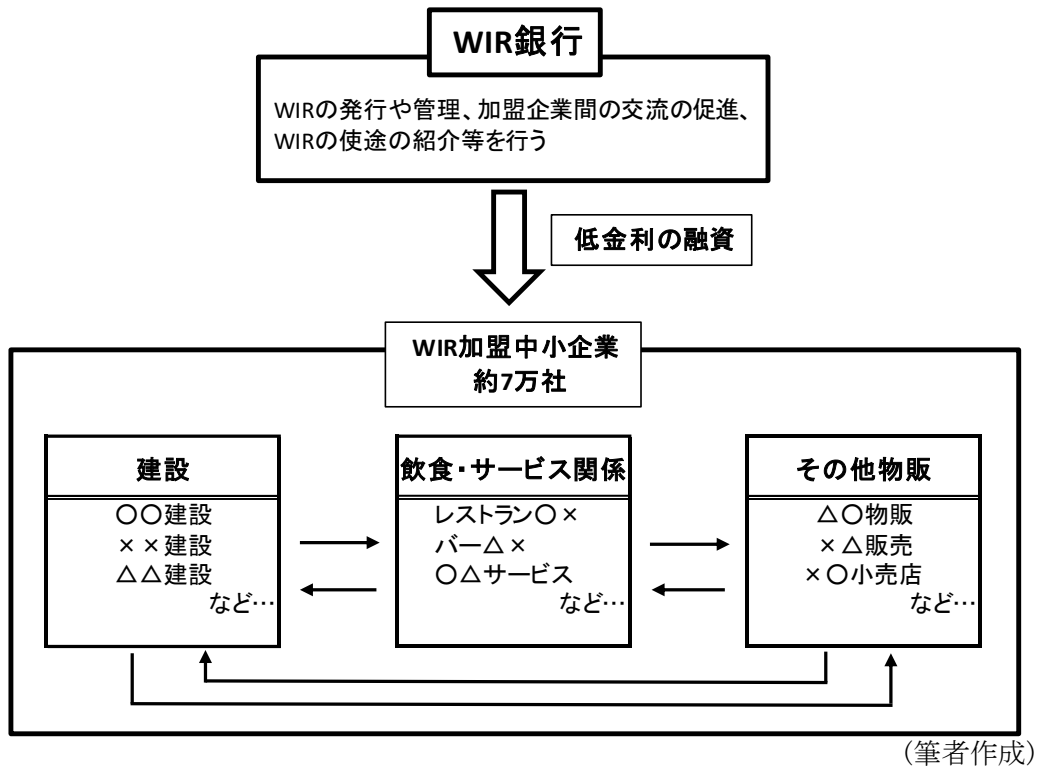 WIR銀行
WIRの発行や管理、加盟企業間の交流の促進、
WIRの使途の紹介等を行う
低金利の融資
WIR加盟中小企業
約7万社
建設
〇〇建設
××建設
△△建設
など…
飲食・サービス関係
レストラン〇×
バー△×
〇△サービス
など…
その他物販
△〇物販
×△販売
×〇小売店
など…
(筆者作成)